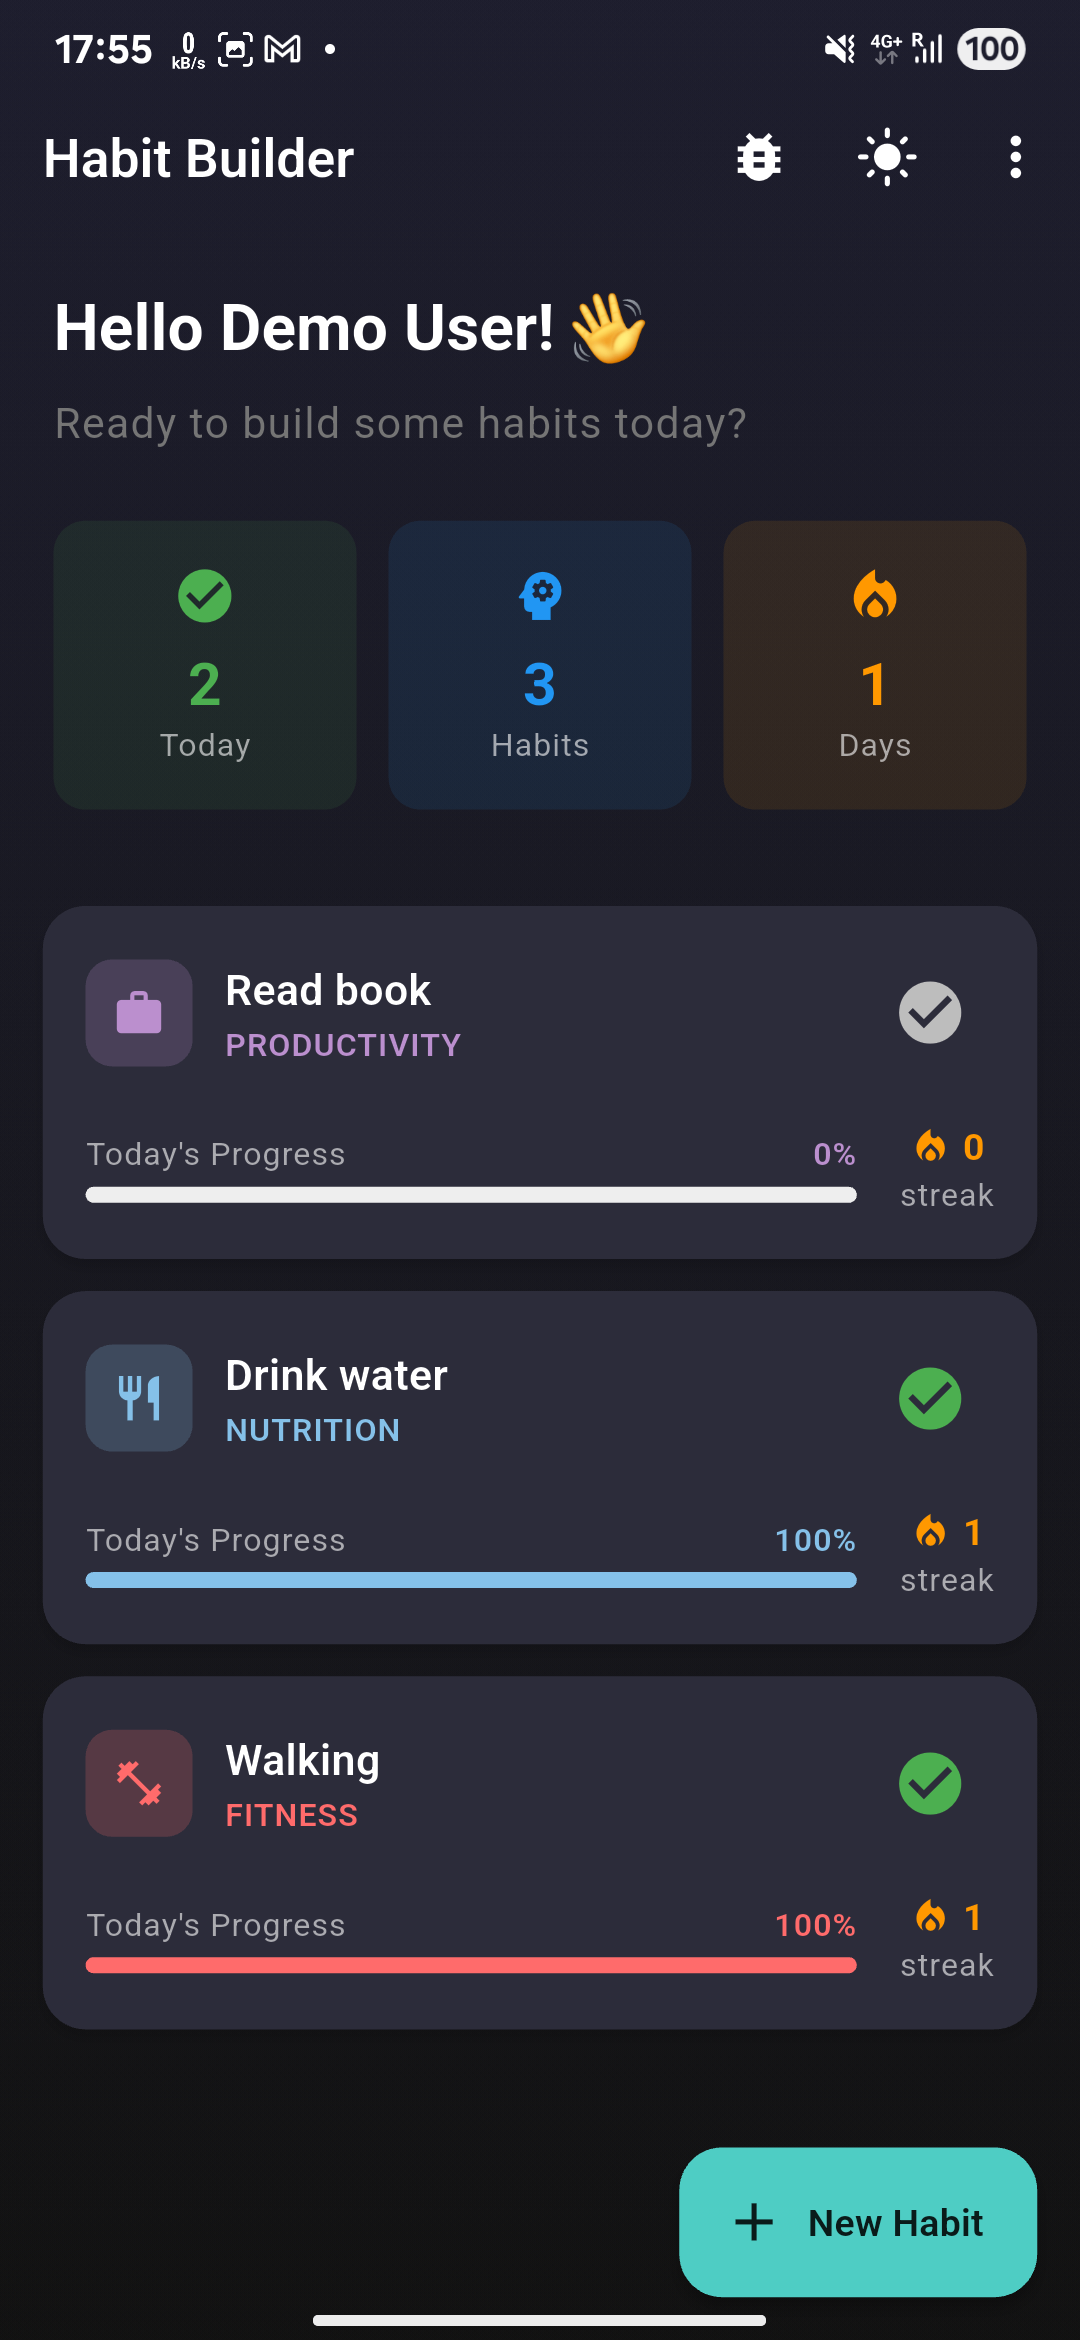 17:55 0 kB/s 4G+ R 100
Habit Builder
Hello Demo User! 👋
Ready to build some habits today?
2 3 1
Today Habits Days
Read book
PRODUCTIVITY
Today's Progress 0% 0
streak
Drink water
NUTRITION
Today's Progress 100% 1
streak
Walking
FITNESS
Today's Progress 100% 1
streak
+ New Habit